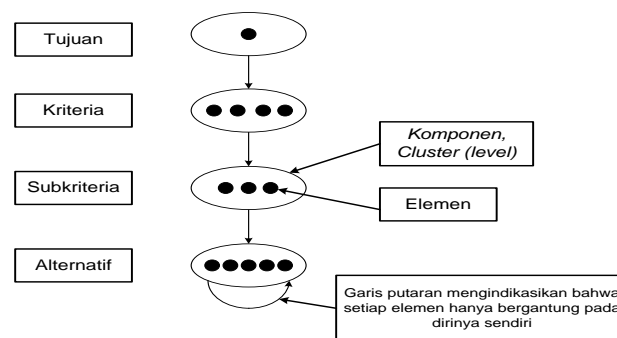 Tujuan
Kriteria
Komponen,
Cluster (level)
Subkriteria
Elemen
Alternatif
Garis putaran mengindikasikan bahwa
setiap elemen hanya bergantung pada
dirinya sendiri